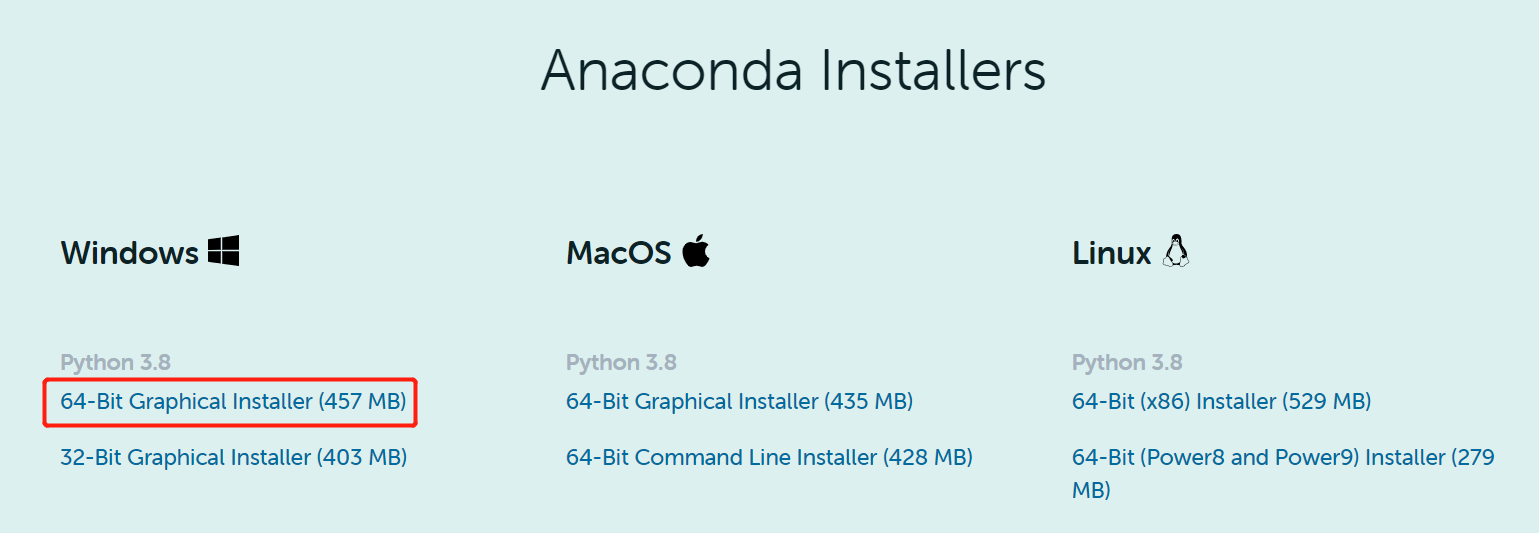 Anaconda Installers
Windows
Python 3.8
64-Bit Graphical Installer (457 MB)
32-Bit Graphical Installer (403 MB)
MacOS
Python 3.8
64-Bit Graphical Installer (435 MB)
64-Bit Command Line Installer (428 MB)
Linux
Python 3.8
64-Bit (x86) Installer (529 MB)
64-Bit (Power8 and Power9) Installer (279
MB)